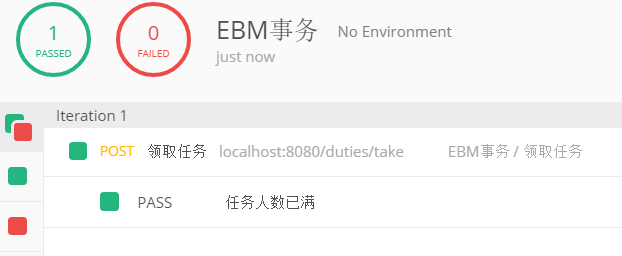 1
PASSED
0
FAILED
EBM事务 No Environment
just now
Iteration 1
POST 领取任务 localhost:8080/duties/take EBM事务 / 领取任务
PASS 任务人数已满